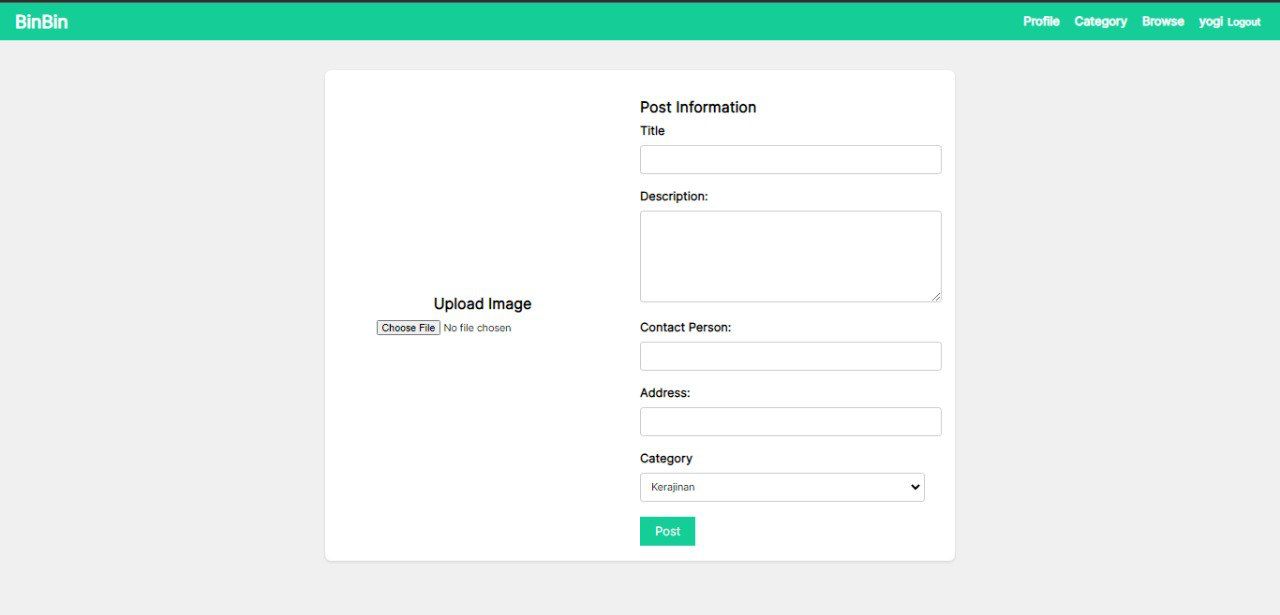 BinBin
Profile Category Browse yogi Logout
Upload Image
Choose File No file chosen
Post Information
Title
Description:
Contact Person:
Address:
Category
Kerajinan
Post